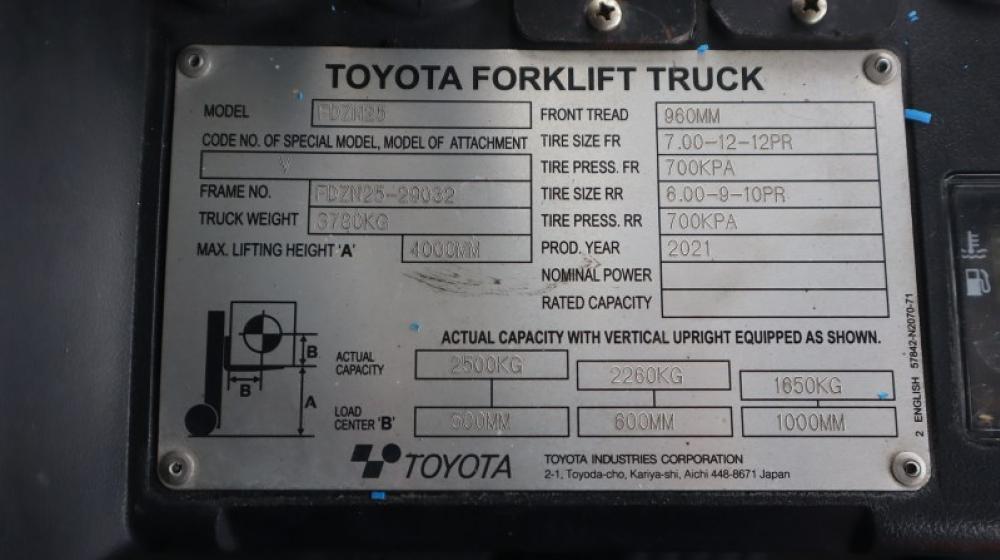 TOYOTA FORKLIFT TRUCK
MODEL FDZN25
CODE NO. OF SPECIAL MODEL, MODEL OF ATTACHMENT
V
FRAME NO. FDZN25-29032
TRUCK WEIGHT 3780KG
MAX. LIFTING HEIGHT 'A' 4000MM
FRONT TREAD 960MM
TIRE SIZE FR 7.00-12-12PR
TIRE PRESS. FR 700KPA
TIRE SIZE RR 6.00-9-10PR
TIRE PRESS. RR 700KPA
PROD. YEAR 2021
NOMINAL POWER
RATED CAPACITY
ACTUAL CAPACITY WITH VERTICAL UPRIGHT EQUIPPED AS SHOWN.
B
B
A
ACTUAL CAPACITY 2500KG 2260KG 1650KG
LOAD CENTER 'B' 500MM 600MM 1000MM
TOYOTA
TOYOTA INDUSTRIES CORPORATION
2-1, Toyoda-cho, Kariya-shi, Aichi 448-8671 Japan
2 ENGLISH 57842-N2070-71